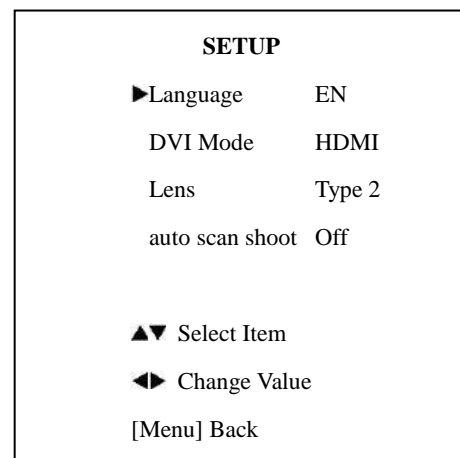 SETUP
▶Language EN
DVI Mode HDMI
Lens Type 2
auto scan shoot Off
▲▼ Select Item
◀▶ Change Value
[Menu] Back